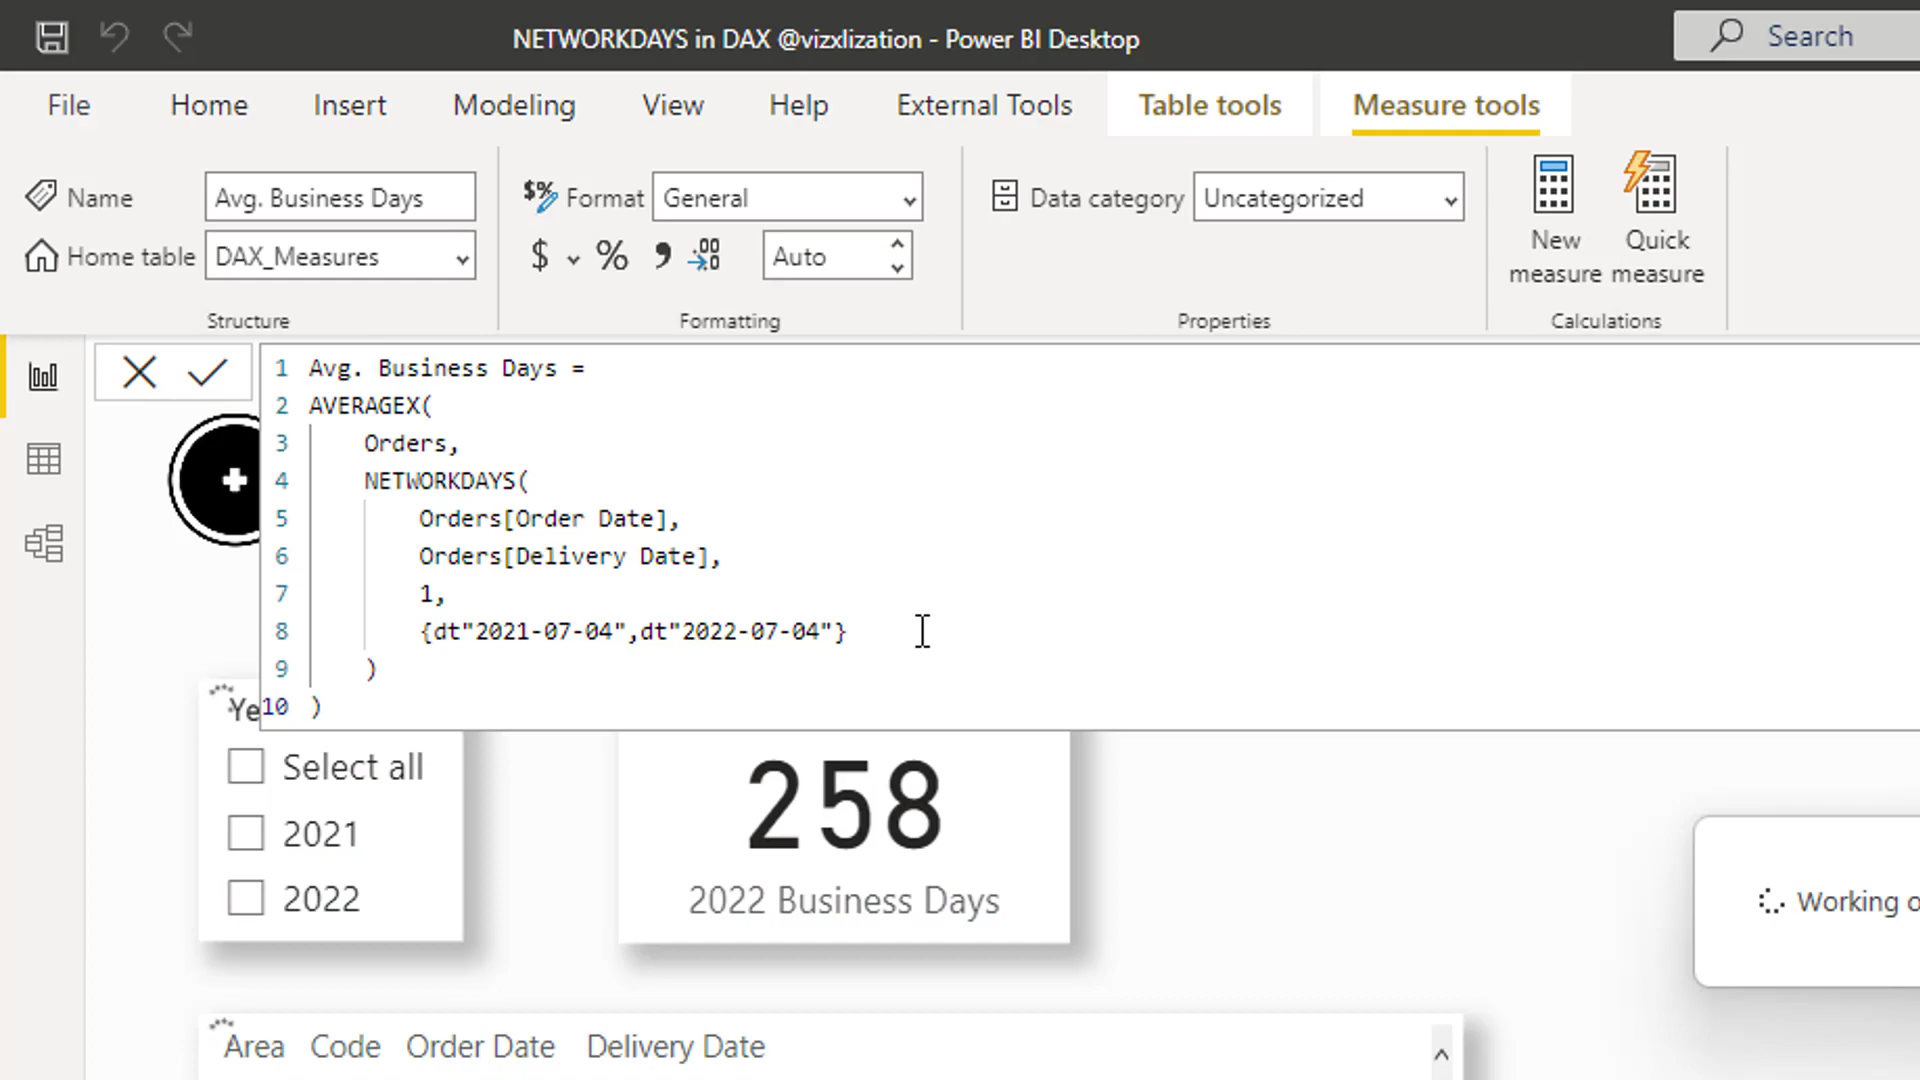 NETWORKDAYS in DAX @vizxlization - Power BI Desktop
Search
File Home Insert Modeling View Help External Tools Table tools Measure tools
Name Avg. Business Days
Format General
Data category Uncategorized
Home table DAX_Measures
$ % , .00 Auto
New measure
Quick measure
Structure Formatting Properties Calculations
1 Avg. Business Days =
2 AVERAGEX(
3 Orders,
4 NETWORKDAYS(
5 Orders[Order Date],
6 Orders[Delivery Date],
7 1,
8 {dt"2021-07-04",dt"2022-07-04"}
9 )
10 )
Ye
Select all
2021
2022
258
2022 Business Days
Working o
Area Code Order Date Delivery Date